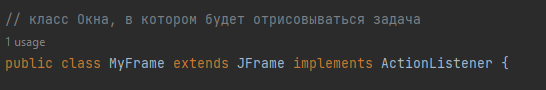 // класс Окна, в котором будет отрисовываться задача
1 usage
public class MyFrame extends JFrame implements ActionListener {